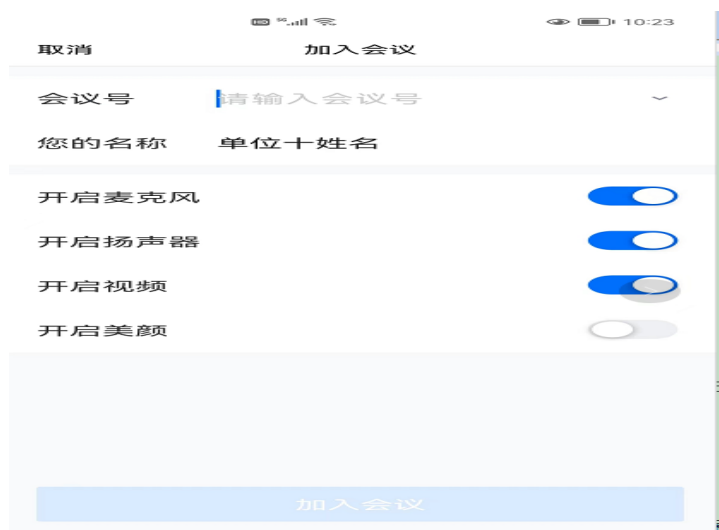 HD 5G 10:23
取消 加入会议
会议号 请输入会议号
您的名称 单位十姓名
开启麦克风
开启扬声器
开启视频
开启美颜
加入会议